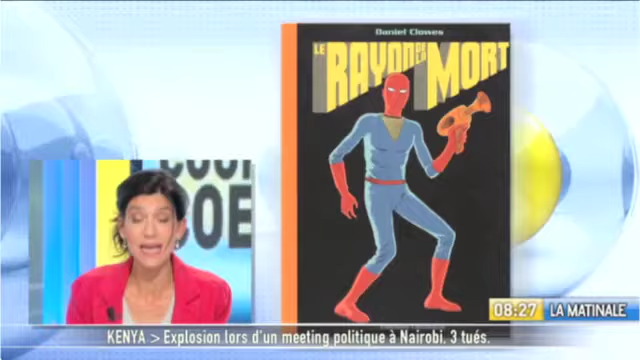 Daniel Clowes
LE RAYON DE LA MORT
COE
08:27 LA MATINALE
KENYA > Explosion lors d'un meeting politique à Nairobi. 3 tués.